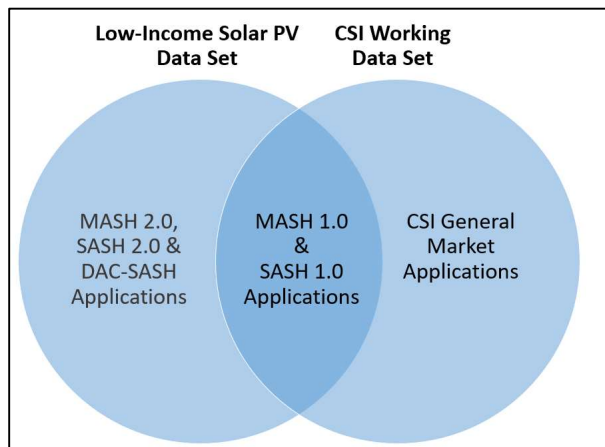 Low-Income Solar PV
Data Set
CSI Working
Data Set
MASH 2.0,
SASH 2.0 &
DAC-SASH
Applications
MASH 1.0
&
SASH 1.0
Applications
CSI General
Market
Applications